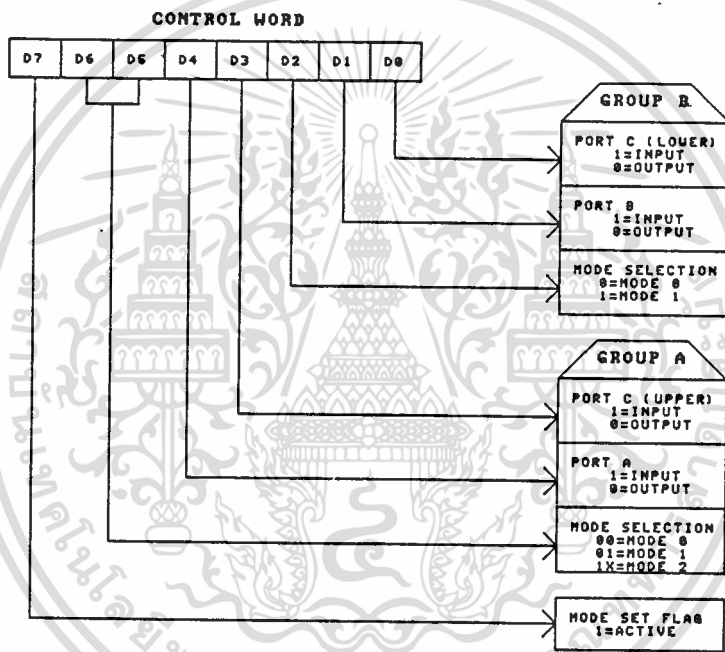 CONTROL WORD
D7 D6 D5 D4 D3 D2 D1 D0
GROUP B
PORT C (LOWER)
1=INPUT
0=OUTPUT
PORT B
1=INPUT
0=OUTPUT
MODE SELECTION
0=MODE 0
1=MODE 1
GROUP A
PORT C (UPPER)
1=INPUT
0=OUTPUT
PORT A
1=INPUT
0=OUTPUT
MODE SELECTION
00=MODE 0
01=MODE 1
1X=MODE 2
MODE SET FLAG
1=ACTIVE